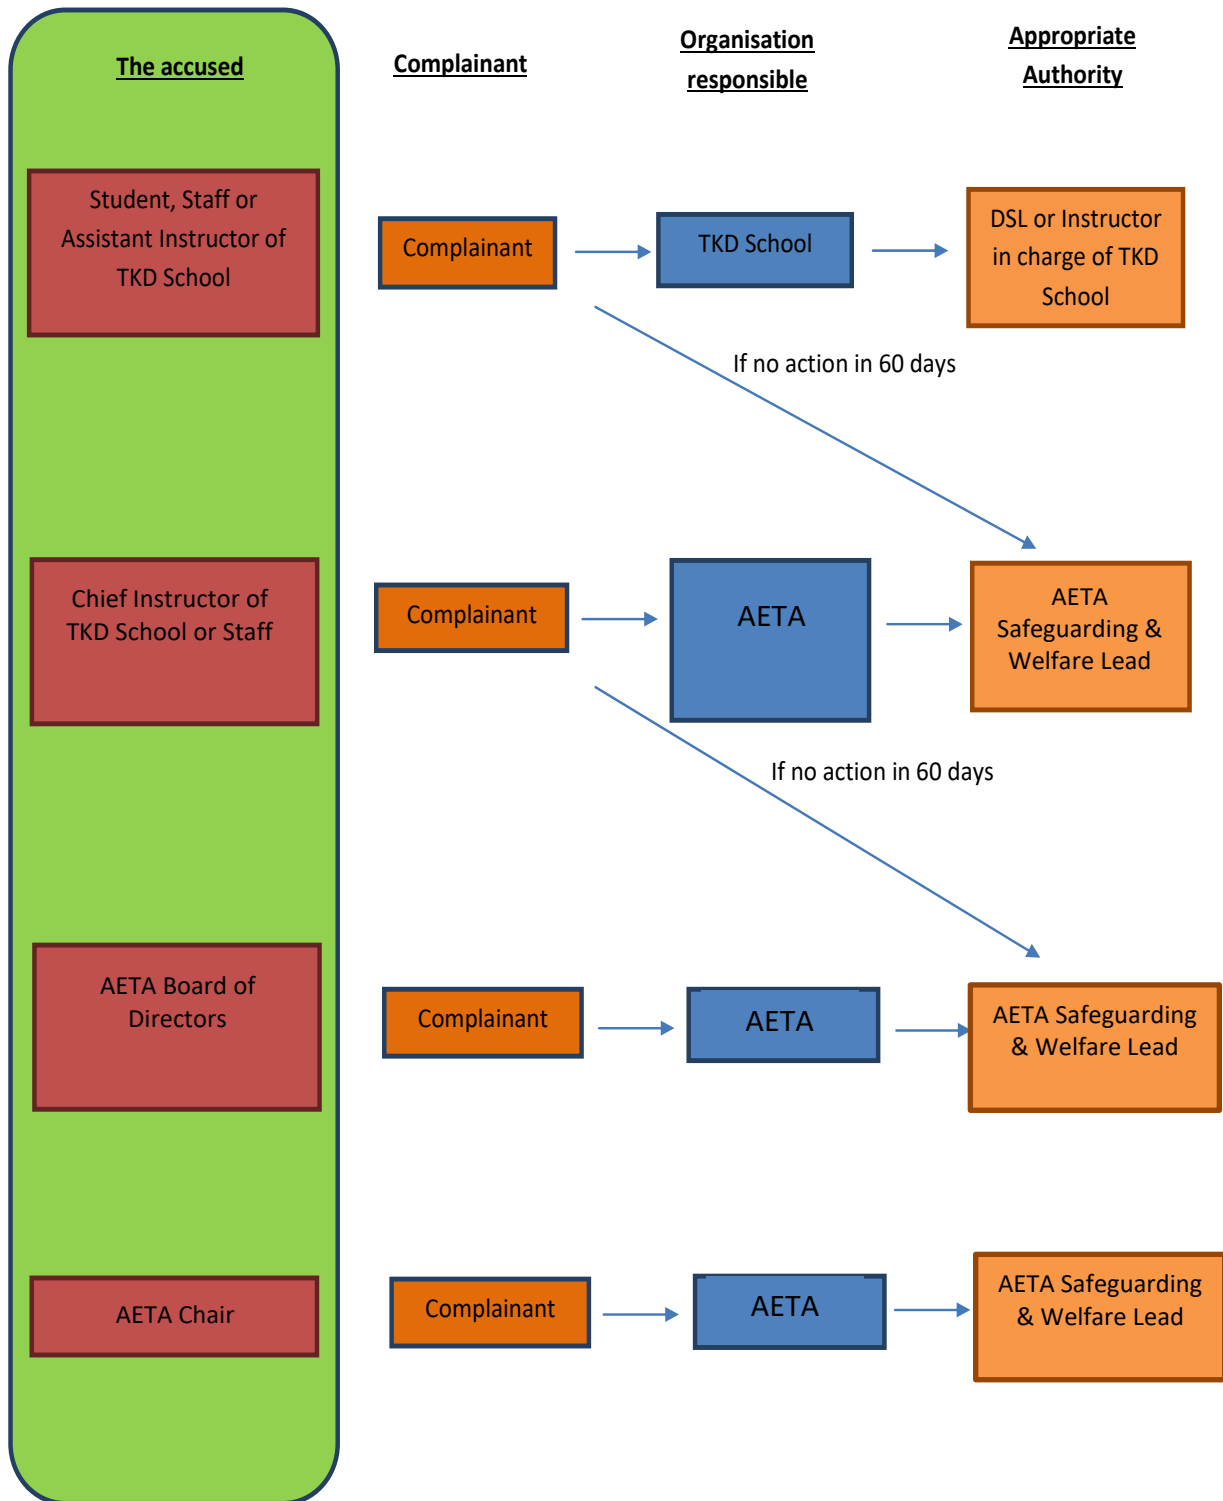 The accused
Complainant
Organisation
responsible
Appropriate
Authority
Student, Staff or
Assistant Instructor of
TKD School
Complainant
TKD School
DSL or Instructor
in charge of TKD
School
If no action in 60 days
Chief Instructor of
TKD School or Staff
Complainant
AETA
AETA
Safeguarding &
Welfare Lead
If no action in 60 days
AETA Board of
Directors
Complainant
AETA
AETA Safeguarding
& Welfare Lead
AETA Chair
Complainant
AETA
AETA Safeguarding
& Welfare Lead